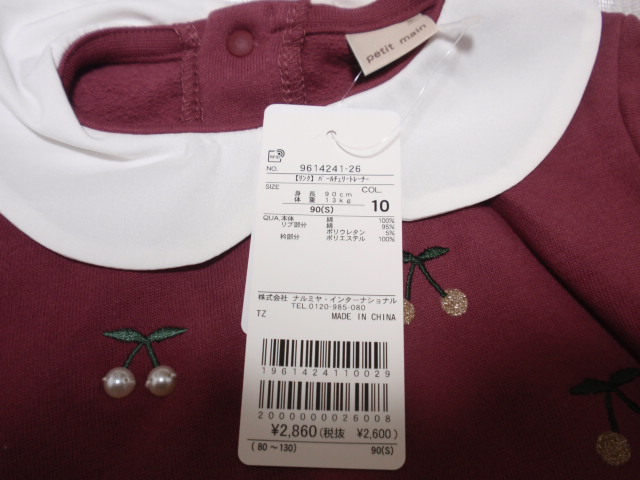 petit main
NO. 9614241-26
【リンク】パールチェリートレーナー
SIZE COL.
身 長 90cm
体 重 13kg
90(S) 10
QUA. 本体 綿 100%
リブ部分 綿 95%
ポリウレタン 5%
衿部分 ポリエステル 100%
株式会社 ナルミヤ・インターナショナル
TEL.0120-985-080
TZ MADE IN CHINA
1961424110029
2000000026008
¥2,860(税抜 ¥2,600)
(80～130) 90(S)